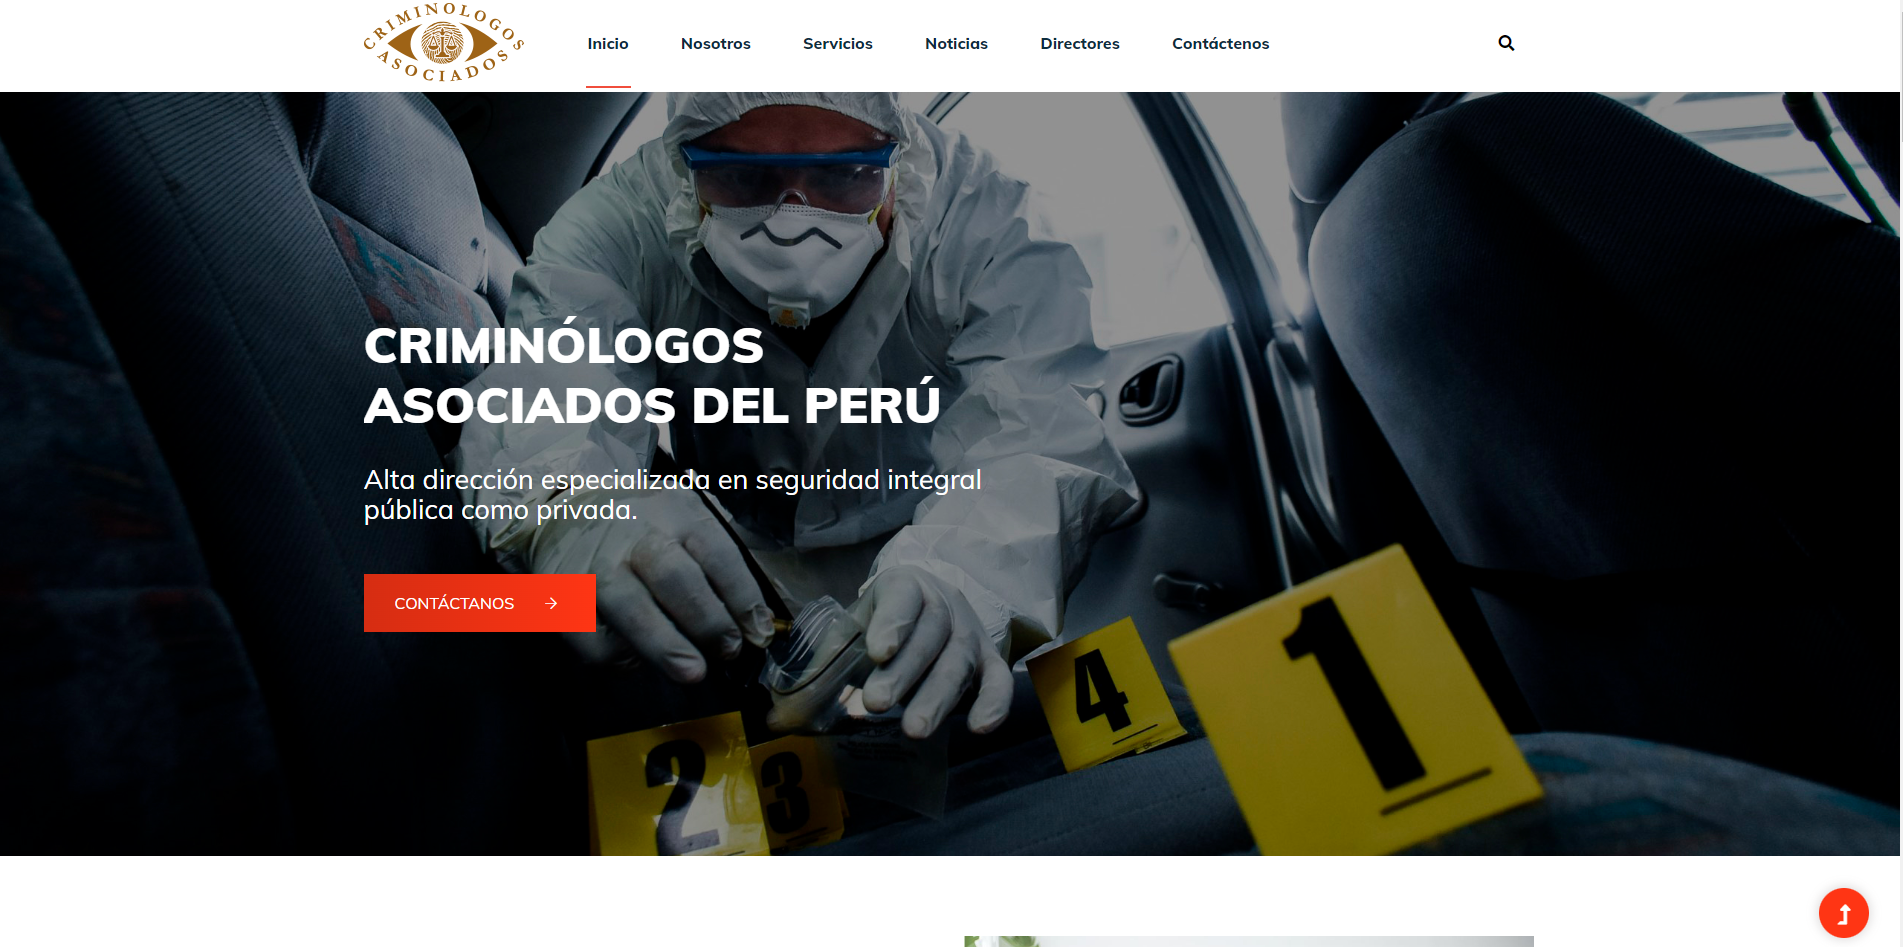 CRIMINOLOGOS
ASOCIADOS
Inicio
Nosotros
Servicios
Noticias
Directores
Contáctenos
CRIMINÓLOGOS
ASOCIADOS DEL PERÚ
Alta dirección especializada en seguridad integral
pública como privada.
CONTÁCTANOS
1
4
2
3